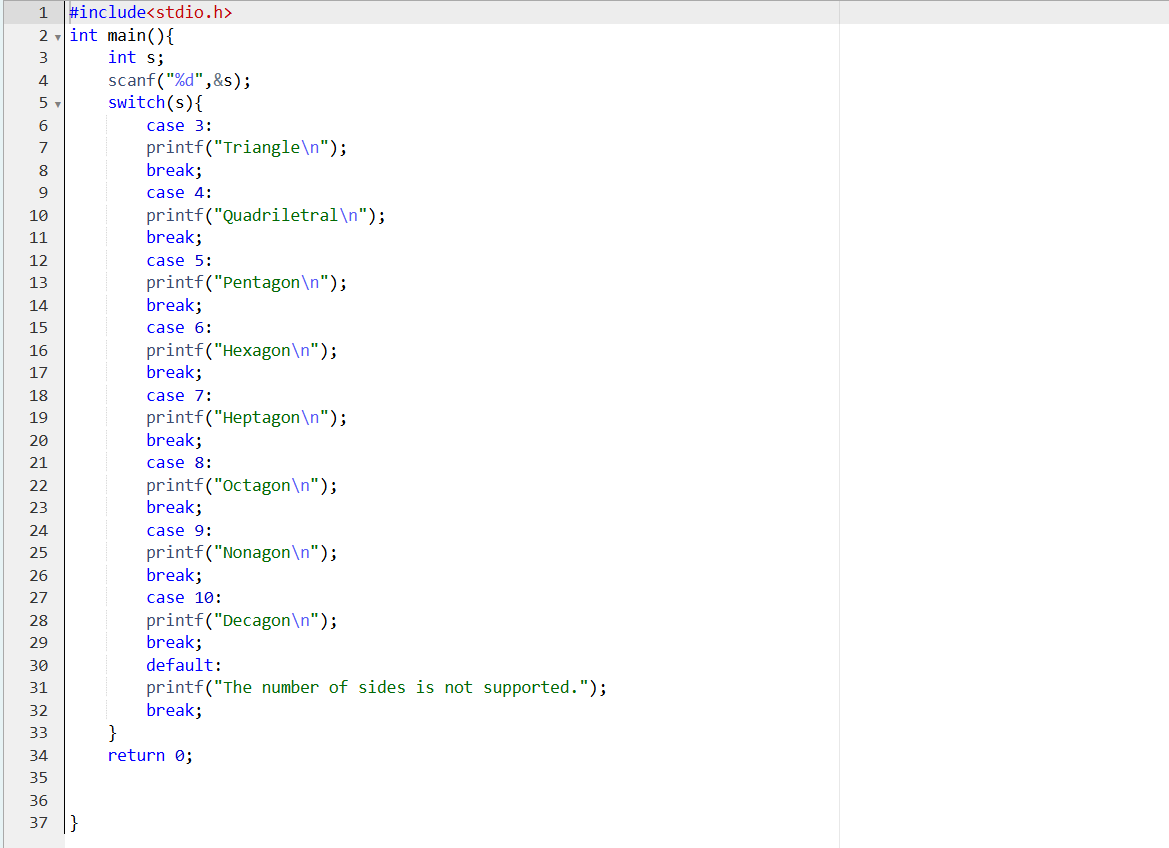 1 #include<stdio.h>
2 int main(){
3     int s;
4     scanf("%d",&s);
5     switch(s){
6         case 3:
7         printf("Triangle\n");
8         break;
9         case 4:
10         printf("Quadriletral\n");
11         break;
12         case 5:
13         printf("Pentagon\n");
14         break;
15         case 6:
16         printf("Hexagon\n");
17         break;
18         case 7:
19         printf("Heptagon\n");
20         break;
21         case 8:
22         printf("Octagon\n");
23         break;
24         case 9:
25         printf("Nonagon\n");
26         break;
27         case 10:
28         printf("Decagon\n");
29         break;
30         default:
31         printf("The number of sides is not supported.");
32         break;
33     }
34     return 0;
35
36
37 }